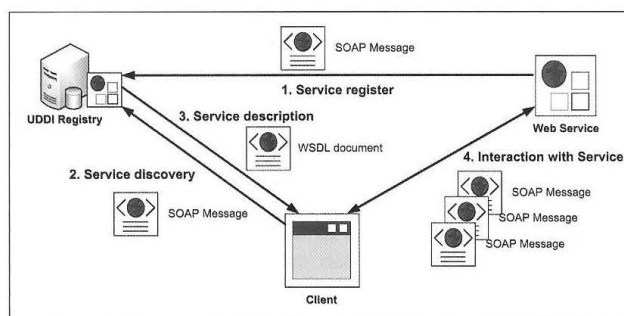 SOAP Message
1. Service register
UDDI Registry
3. Service description
Web Service
WSDL document
4. Interaction with Service
2. Service discovery
SOAP Message
SOAP Message
SOAP Message
SOAP Message
Client